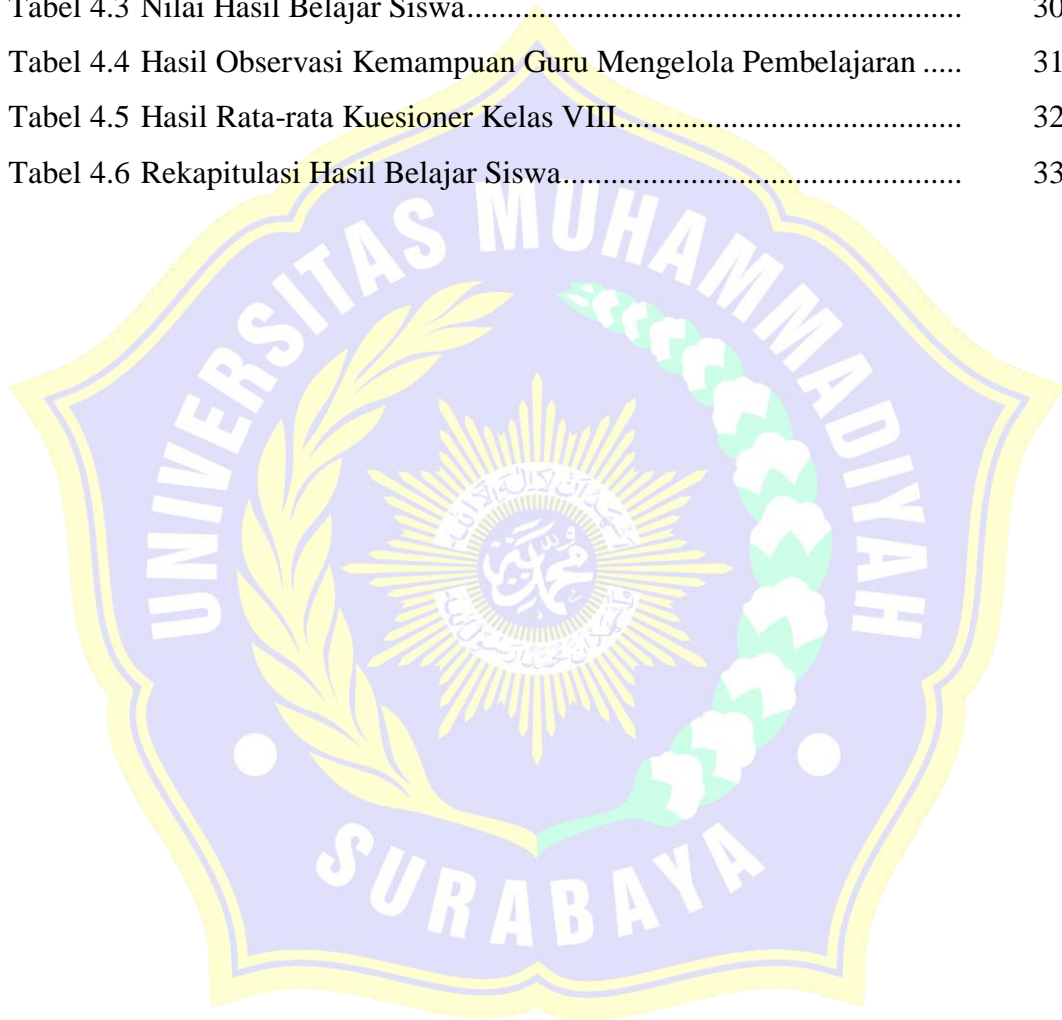 Tabel 4.3 Nilai Hasil Belajar Siswa.......................................................................... 30
Tabel 4.4 Hasil Observasi Kemampuan Guru Mengelola Pembelajaran ..... 31
Tabel 4.5 Hasil Rata-rata Kuesioner Kelas VIII................................................... 32
Tabel 4.6 Rekapitulasi Hasil Belajar Siswa........................................................... 33
UNIVERSITAS MUHAMMADIYAH
محمد
SURABAYA